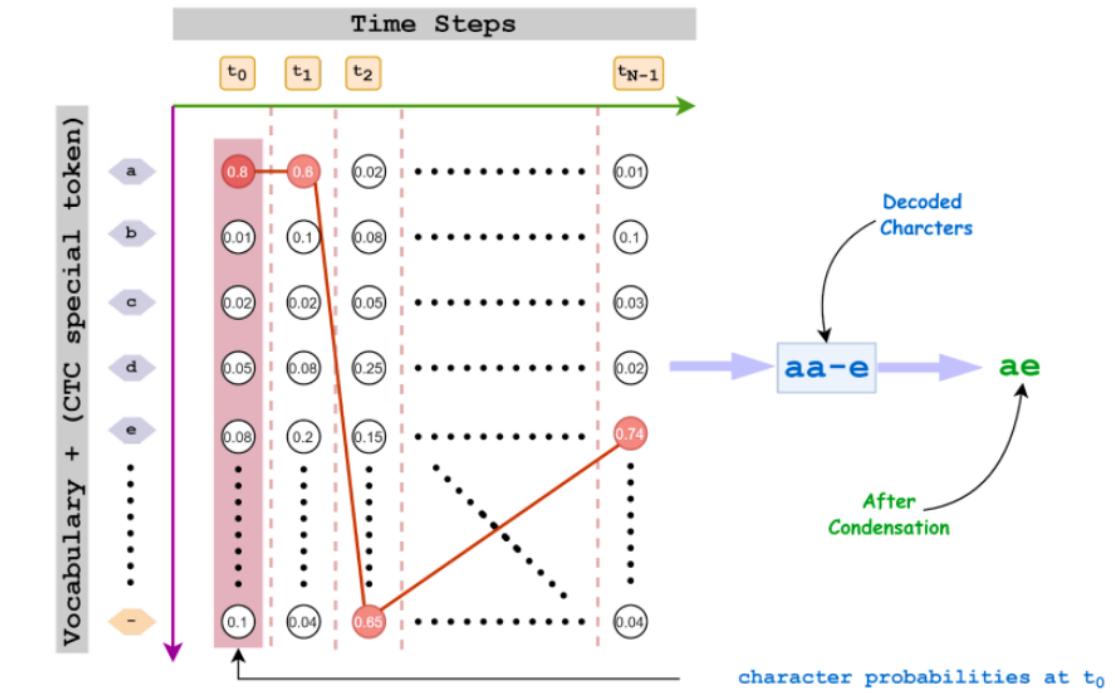 Time Steps
t0 t1 t2 tN-1
Vocabulary + (CTC special token)
a 0.8 0.6 0.02 0.01
b 0.01 0.1 0.08 0.1
c 0.02 0.02 0.05 0.03
d 0.05 0.08 0.25 0.02
e 0.08 0.2 0.15 0.74
- 0.1 0.04 0.65 0.04
Decoded
Charcters
aa-e
ae
After
Condensation
character probabilities at t0